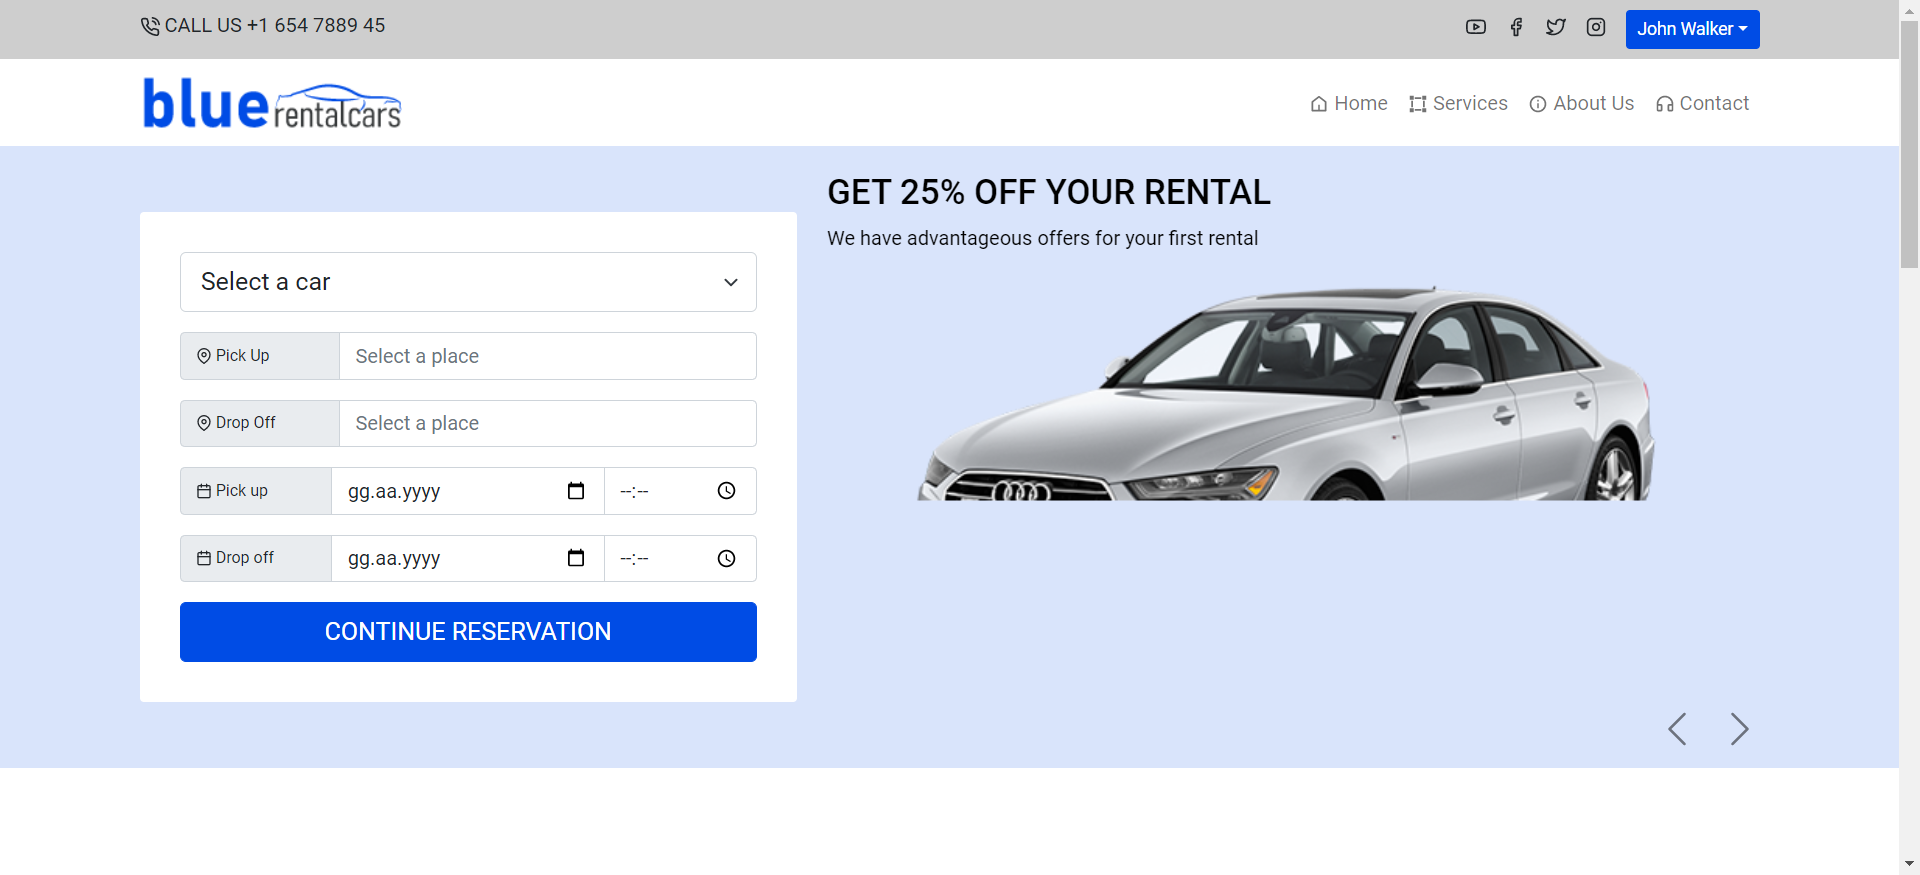 CALL US +1 654 7889 45
John Walker
blue rentalcars
Home Services About Us Contact
GET 25% OFF YOUR RENTAL
We have advantageous offers for your first rental
Select a car
Pick Up Select a place
Drop Off Select a place
Pick up gg.aa.yyyy --:--
Drop off gg.aa.yyyy --:--
CONTINUE RESERVATION